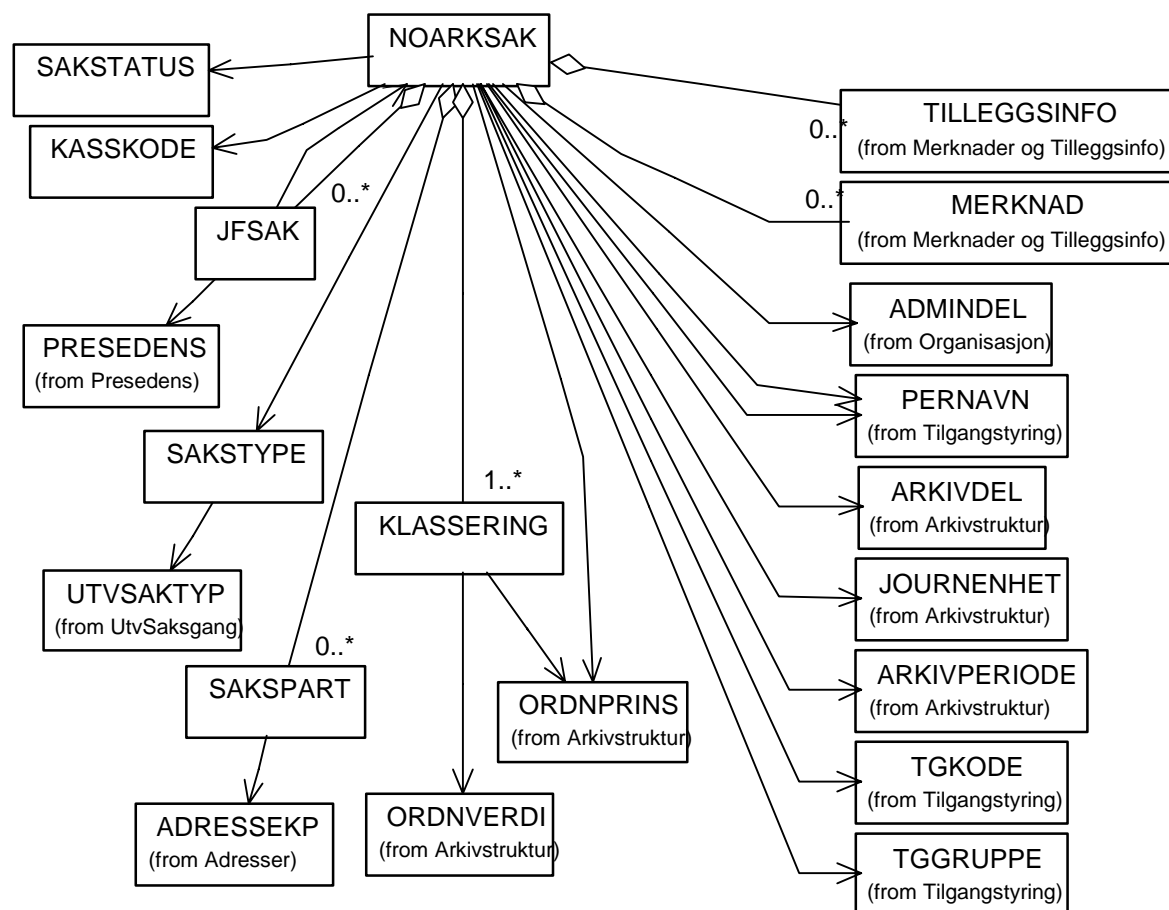 NOARKSAK
SAKSTATUS
TILLEGGSINFO
(from Merknader og Tilleggsinfo)
0..*
KASSKODE
0..*
MERKNAD
(from Merknader og Tilleggsinfo)
0..*
JFSAK
ADMINDEL
(from Organisasjon)
PRESEDENS
(from Presedens)
PERNAVN
(from Tilgangstyring)
SAKSTYPE
1..*
ARKIVDEL
(from Arkivstruktur)
KLASSERING
UTVSAKTYP
(from UtvSaksgang)
JOURNENHET
(from Arkivstruktur)
0..*
SAKSPART
ARKIVPERIODE
(from Arkivstruktur)
ORDNPRINS
(from Arkivstruktur)
TGKODE
(from Tilgangstyring)
ADRESSEKP
(from Adresser)
ORDNVERDI
(from Arkivstruktur)
TGGRUPPE
(from Tilgangstyring)